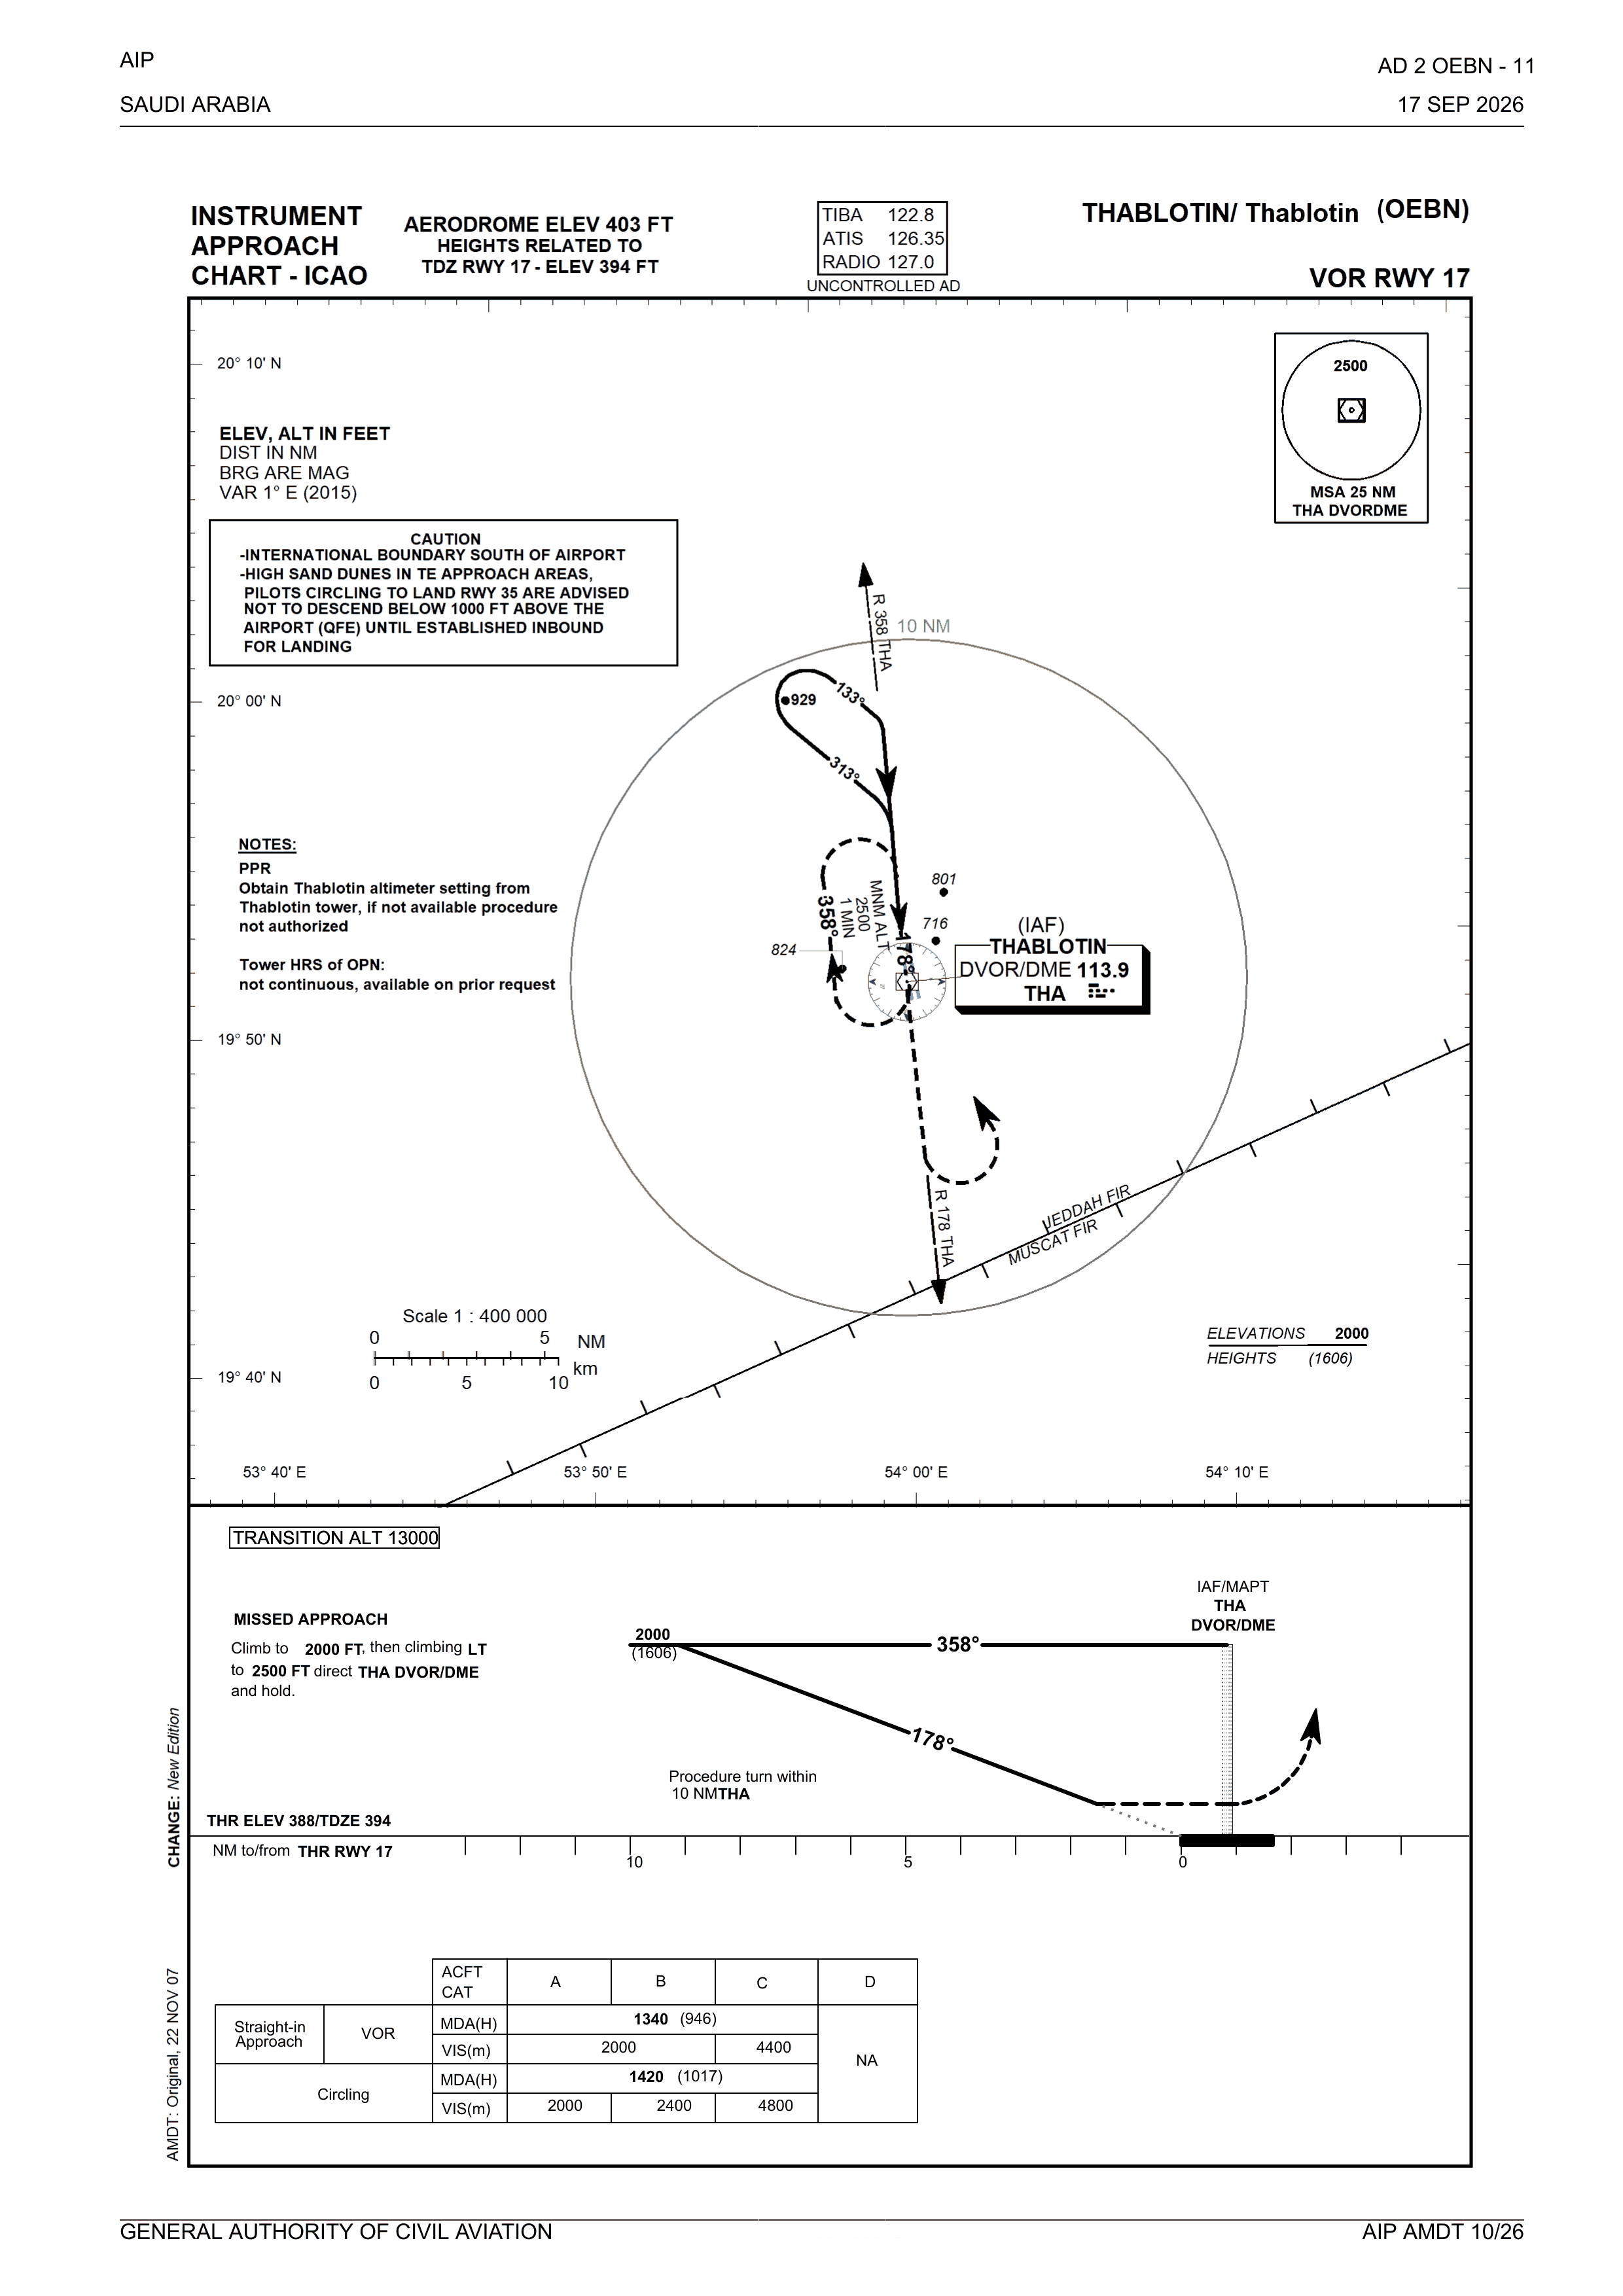 AIP
AD 2 OEBN - 11
SAUDI ARABIA
17 SEP 2026
INSTRUMENT
APPROACH
CHART - ICAO
AERODROME ELEV 403 FT
HEIGHTS RELATED TO
TDZ RWY 17 - ELEV 394 FT
TIBA 122.8
ATIS 126.35
RADIO 127.0
UNCONTROLLED AD
THABLOTIN/ Thablotin (OEBN)
VOR RWY 17
20° 10' N
2500
MSA 25 NM
THA DVORDME
ELEV, ALT IN FEET
DIST IN NM
BRG ARE MAG
VAR 1° E (2015)
CAUTION
-INTERNATIONAL BOUNDARY SOUTH OF AIRPORT
-HIGH SAND DUNES IN TE APPROACH AREAS,
PILOTS CIRCLING TO LAND RWY 35 ARE ADVISED
NOT TO DESCEND BELOW 1000 FT ABOVE THE
AIRPORT (QFE) UNTIL ESTABLISHED INBOUND
FOR LANDING
R 358 THA
10 NM
20° 00' N
929
133°
313°
NOTES:
PPR
Obtain Thablotin altimeter setting from
Thablotin tower, if not available procedure
not authorized
Tower HRS of OPN:
not continuous, available on prior request
358°
MNM ALT
2500
1 MIN
178°
801
716
824
(IAF)
THABLOTIN
DVOR/DME 113.9
THA
19° 50' N
R 178 THA
JEDDAH FIR
MUSCAT FIR
Scale 1 : 400 000
0 5 NM
km
0 5 10
ELEVATIONS 2000
HEIGHTS (1606)
19° 40' N
53° 40' E
53° 50' E
54° 00' E
54° 10' E
TRANSITION ALT 13000
MISSED APPROACH
Climb to 2000 FT, then climbing LT
to 2500 FT direct THA DVOR/DME
and hold.
IAF/MAPT
THA
DVOR/DME
2000
(1606)
358°
178°
Procedure turn within
10 NMTHA
THR ELEV 388/TDZE 394
NM to/from THR RWY 17
10 5 0
CHANGE: New Edition
AMDT: Original, 22 NOV 07
ACFT
CAT
A B C D
Straight-in
Approach
VOR
MDA(H) 1340 (946)
VIS(m) 2000 4400
NA
Circling
MDA(H) 1420 (1017)
VIS(m) 2000 2400 4800
GENERAL AUTHORITY OF CIVIL AVIATION
AIP AMDT 10/26